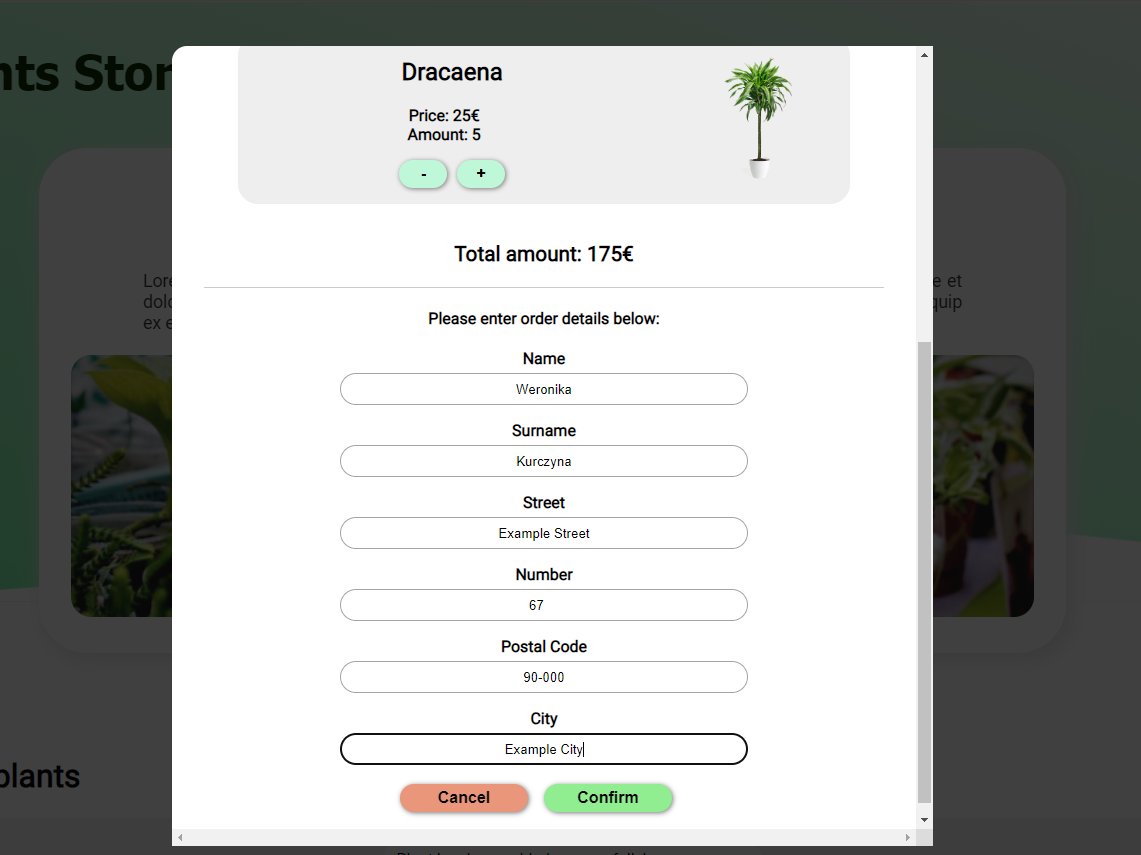 nts Stor
Dracaena
Price: 25€
Amount: 5
-
+
Total amount: 175€
Lore
e et
dolo
quip
ex e
Please enter order details below:
Name
Weronika
Surname
Kurczyna
Street
Example Street
Number
67
Postal Code
90-000
City
Example City
plants
Cancel
Confirm